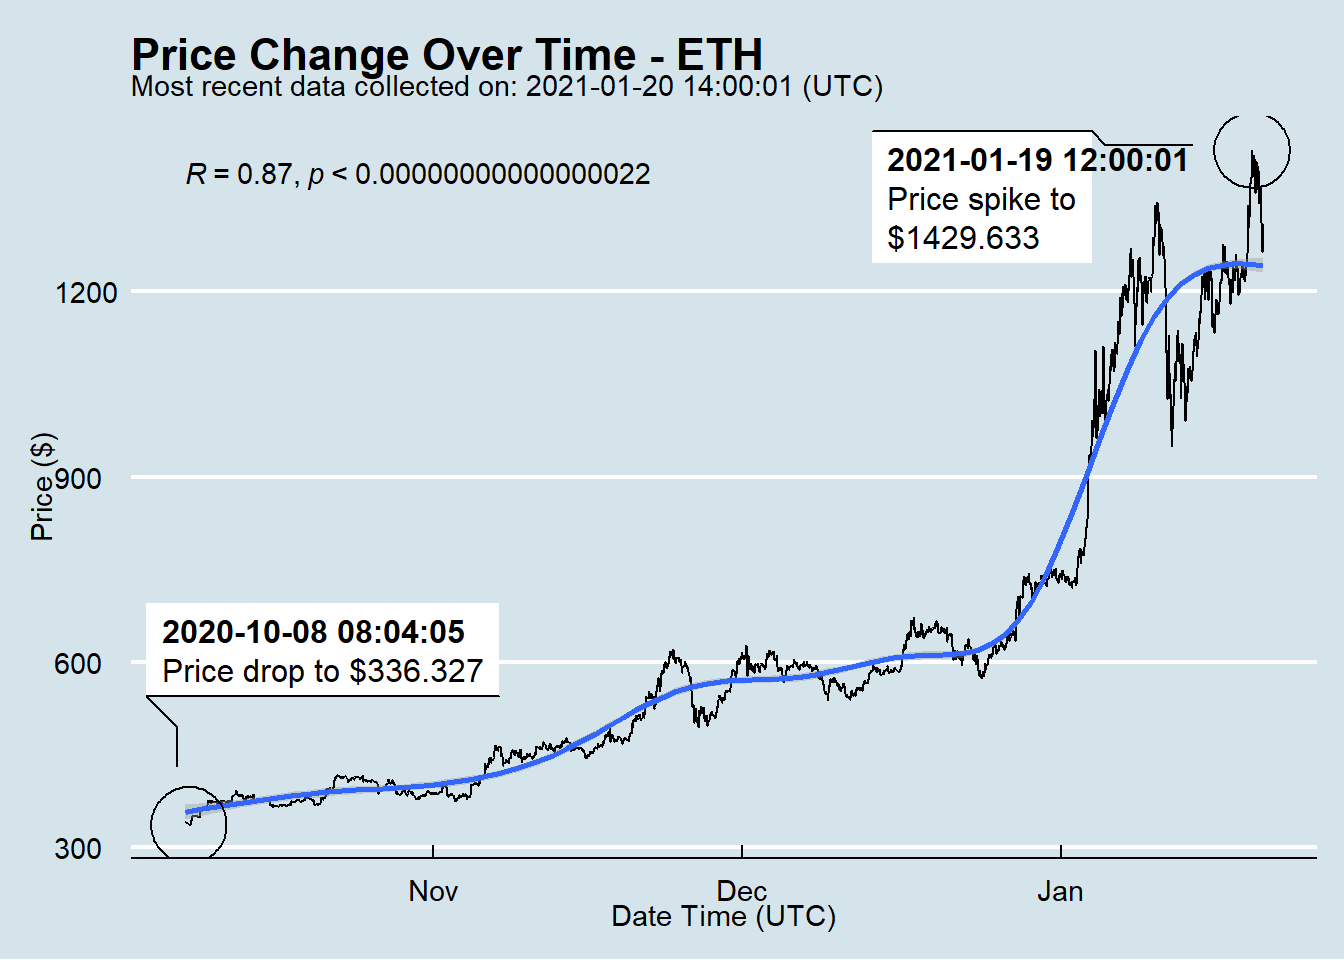 Price Change Over Time - ETH
Most recent data collected on: 2021-01-20 14:00:01 (UTC)
R = 0.87, p < 0.00000000000000022
2021-01-19 12:00:01
Price spike to
$1429.633
1200
900
600
300
Price ($)
2020-10-08 08:04:05
Price drop to $336.327
Nov
Dec
Jan
Date Time (UTC)